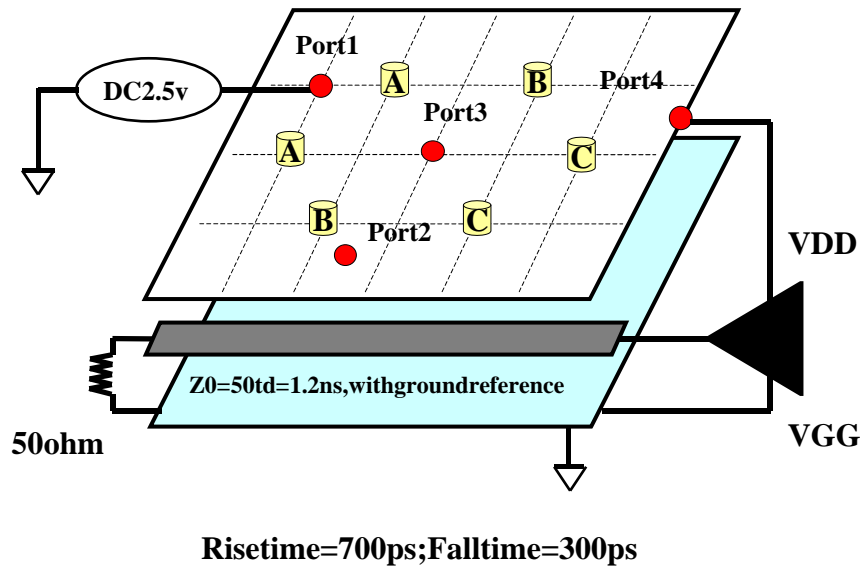 Port1
A
B
Port4
DC2.5v
Port3
A
C
B
C
Port2
VDD
Z0=50td=1.2ns,withgroundreference
50ohm
VGG
Risetime=700ps;Falltime=300ps